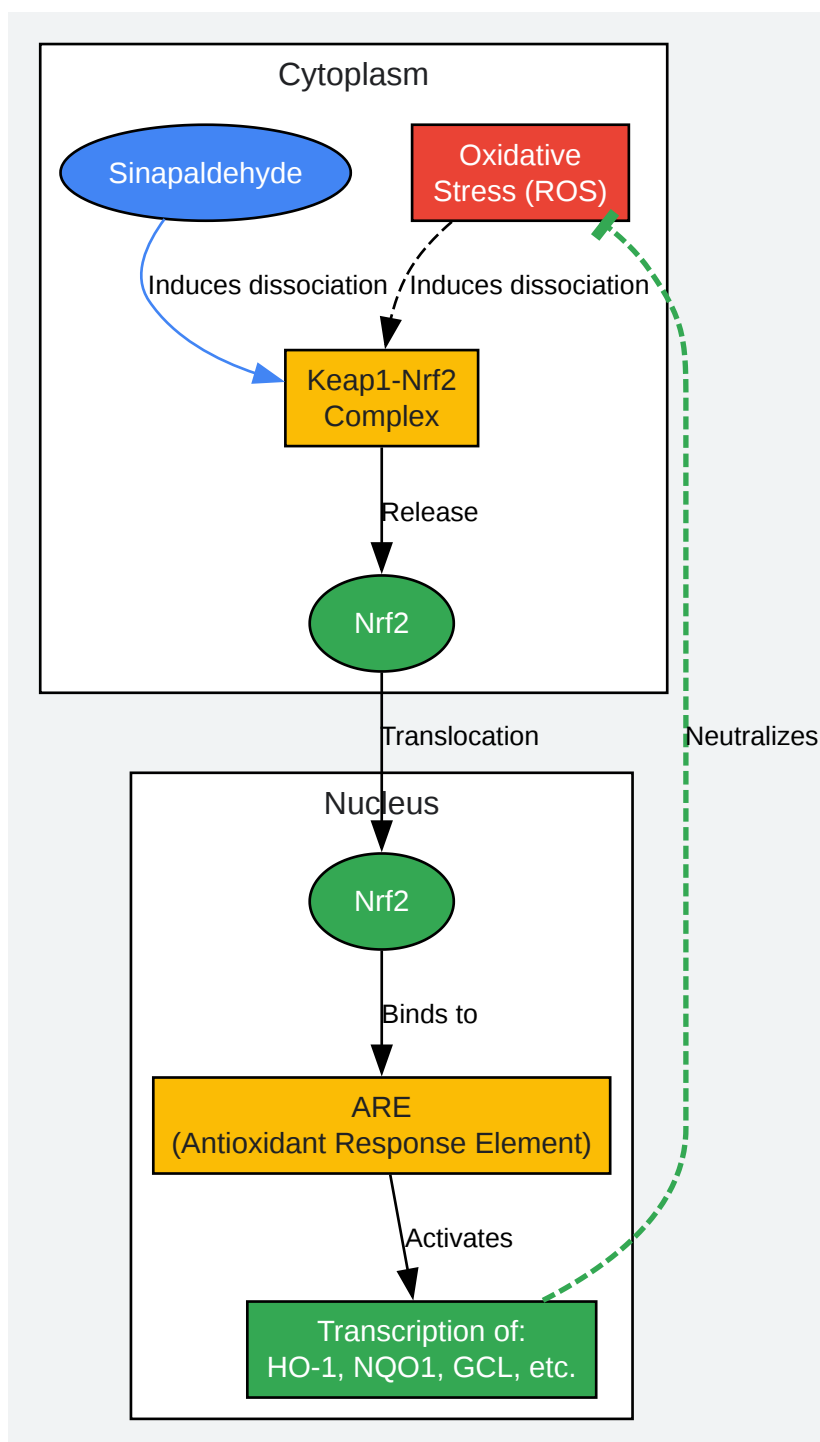 Cytoplasm
Sinapaldehyde
Oxidative
Stress (ROS)
Induces dissociation
Induces dissociation
Keap1-Nrf2
Complex
Release
Nrf2
Translocation
Neutralizes
Nucleus
Nrf2
Binds to
ARE
(Antioxidant Response Element)
Activates
Transcription of:
HO-1, NQO1, GCL, etc.